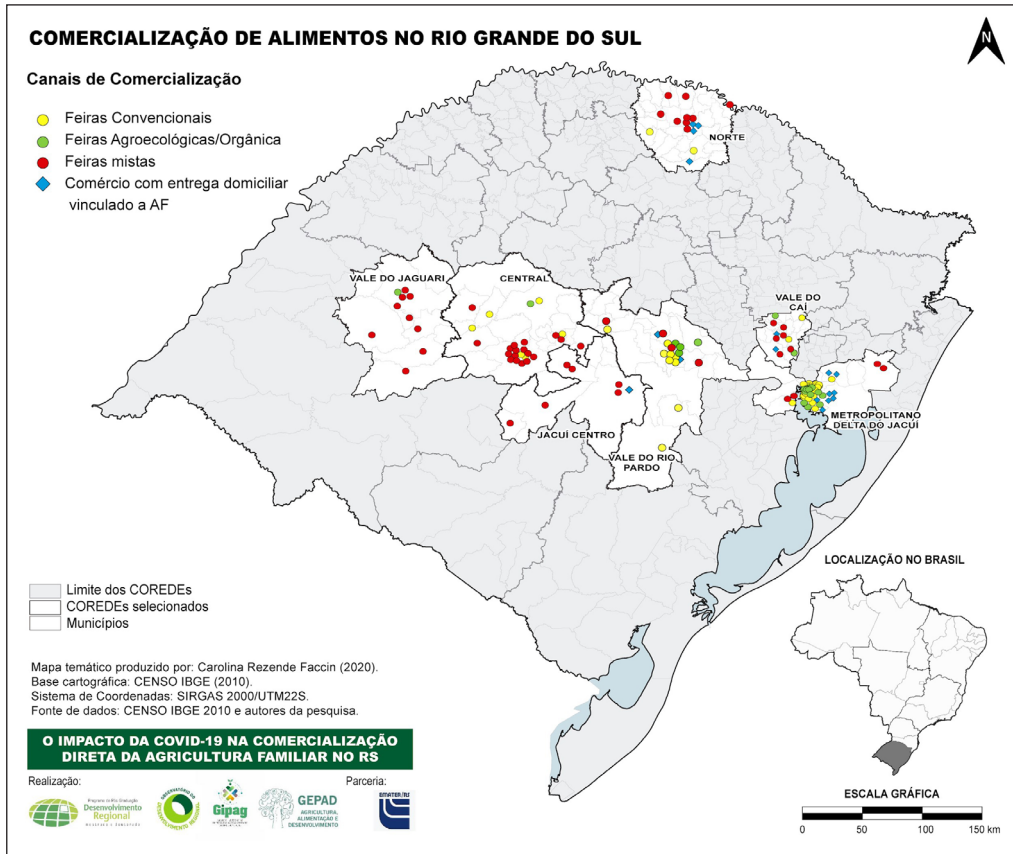 COMERCIALIZAÇÃO DE ALIMENTOS NO RIO GRANDE DO SUL
N
Canais de Comercialização
Feiras Convencionais
Feiras Agroecológicas/Orgânica
Feiras mistas
Comércio com entrega domiciliar
vinculado a AF
NORTE
VALE DO JAGUARI
CENTRAL
VALE DO
CAÍ
METROPOLITANO
DELTA DO JACUÍ
JACUÍ CENTRO
VALE DO RIO
PARDO
LOCALIZAÇÃO NO BRASIL
Limite dos COREDEs
COREDEs selecionados
Municípios
Mapa temático produzido por: Carolina Rezende Faccin (2020).
Base cartográfica: CENSO IBGE (2010).
Sistema de Coordenadas: SIRGAS 2000/UTM22S.
Fonte de dados: CENSO IBGE 2010 e autores da pesquisa.
O IMPACTO DA COVID-19 NA COMERCIALIZAÇÃO
DIRETA DA AGRICULTURA FAMILIAR NO RS
Realização:
Parceria:
Desenvolvimento
Regional
Gipag
GEPAD
AGRICULTURA,
ALIMENTAÇÃO E
DESENVOLVIMENTO
EMATER/RS
ESCALA GRÁFICA
0 50 100 150 km